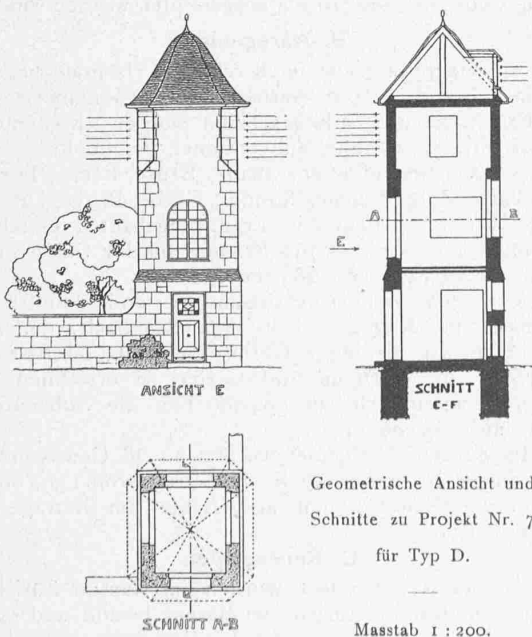 A
B
E
ANSICHT E
SCHNITT
C-F
SCHNITT A-B
Geometrische Ansicht und
Schnitte zu Projekt Nr. 7
für Typ D.
Masstab 1 : 200.